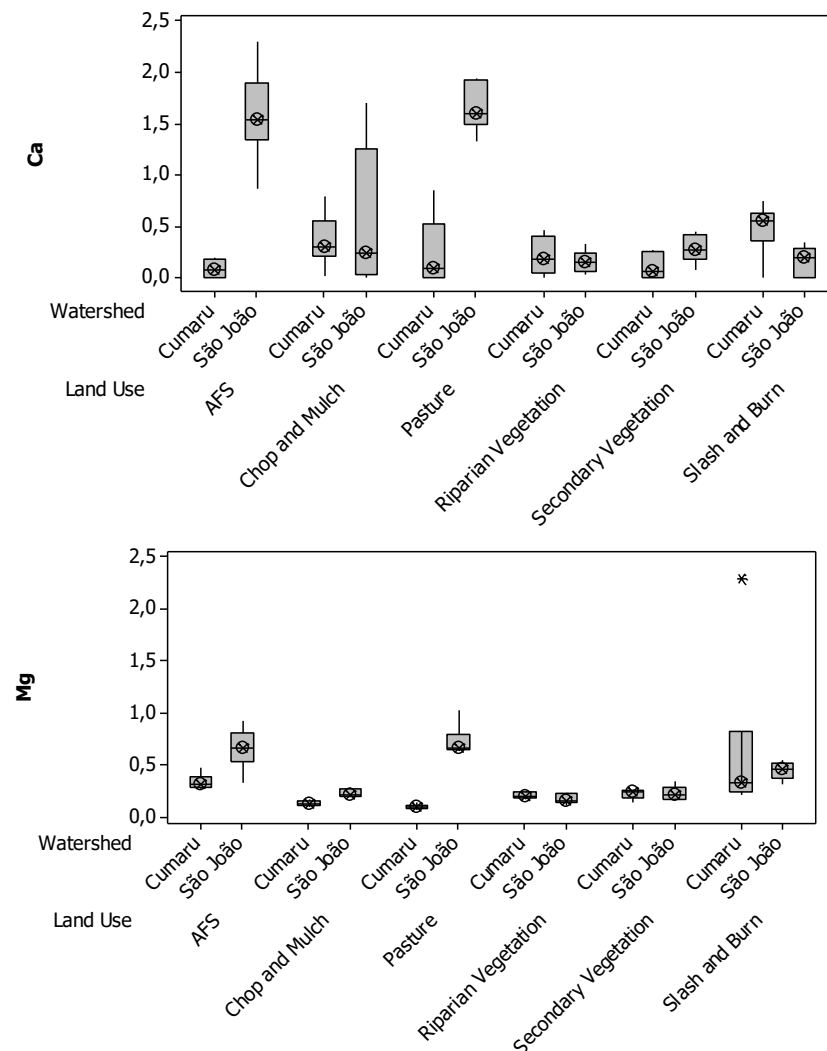 2,5
2,0
1,5
Ca
1,0
0,5
0,0
Watershed
Cumaru
São João
Cumaru
São João
Cumaru
São João
Cumaru
São João
Cumaru
São João
Cumaru
São João
Land Use
AFS
Chop and Mulch
Pasture
Riparian Vegetation
Secondary Vegetation
Slash and Burn
2,5
2,0
1,5
Mg
1,0
0,5
0,0
Watershed
Cumaru
São João
Cumaru
São João
Cumaru
São João
Cumaru
São João
Cumaru
São João
Cumaru
São João
Land Use
AFS
Chop and Mulch
Pasture
Riparian Vegetation
Secondary Vegetation
Slash and Burn